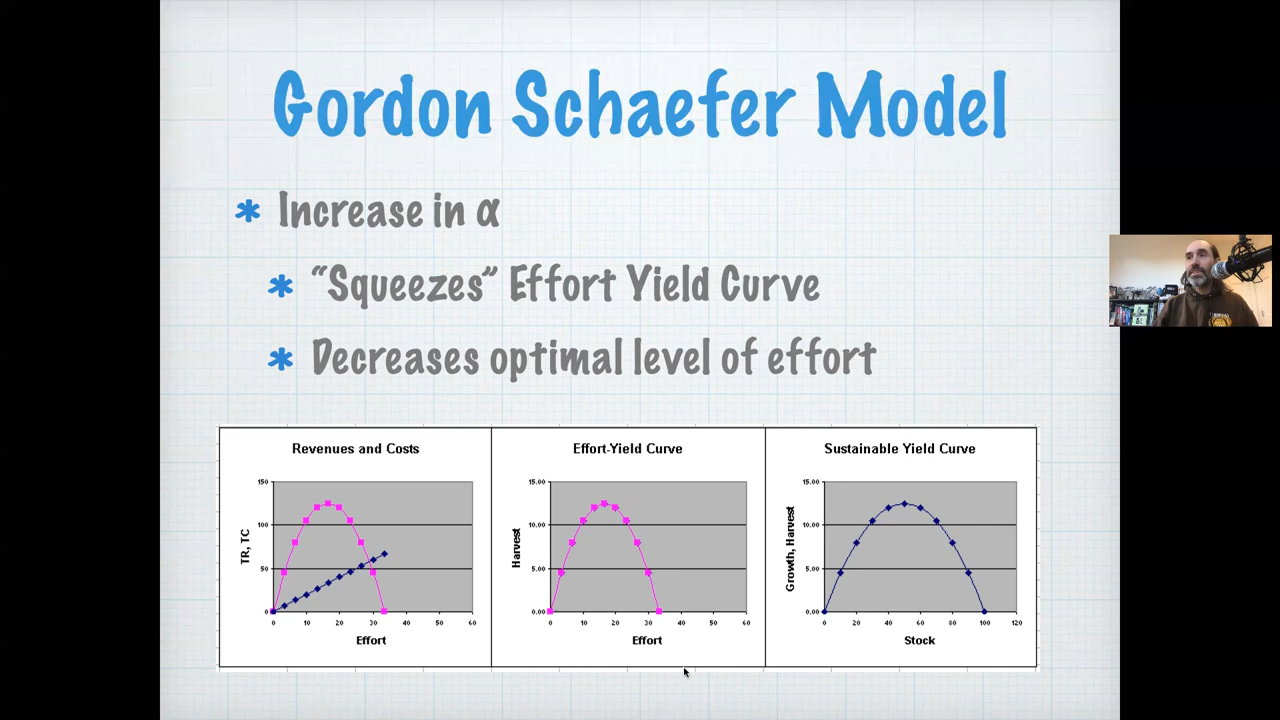 Gordon Schaefer Model
* Increase in α
* “Squeezes” Effort Yield Curve
* Decreases optimal level of effort
Revenues and Costs
150
100
50
0
TR, TC
0 10 20 30 40 50 60
Effort
Effort-Yield Curve
15.00
10.00
5.00
0.00
Harvest
0 10 20 30 40 50 60
Effort
Sustainable Yield Curve
15.00
10.00
5.00
0.00
Growth, Harvest
0 20 40 60 80 100 120
Stock